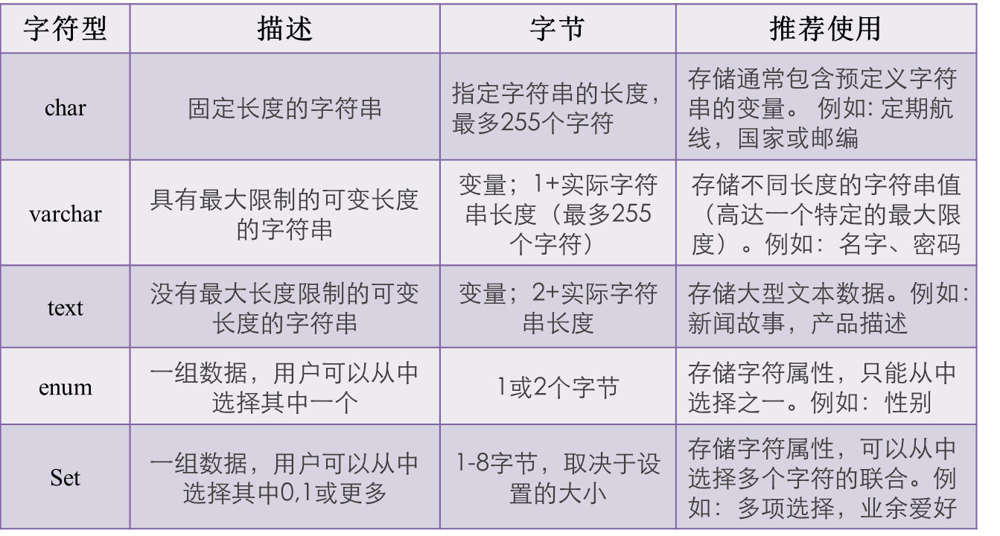 字符型
描述
字节
推荐使用
char
固定长度的字符串
指定字符串的长度，
最多255个字符
存储通常包含预定义字符
串的变量。 例如: 定期航
线，国家或邮编
varchar
具有最大限制的可变长度
的字符串
变量；1+实际字符
串长度（最多255
个字符）
存储不同长度的字符串值
（高达一个特定的最大限
度）。例如：名字、密码
text
没有最大长度限制的可变
长度的字符串
变量；2+实际字符
串长度
存储大型文本数据。例如：
新闻故事，产品描述
enum
一组数据，用户可以从中
选择其中一个
1或2个字节
存储字符属性，只能从中
选择之一。例如：性别
Set
一组数据，用户可以从中
选择其中0,1或更多
1-8字节，取决于设
置的大小
存储字符属性，可以从中
选择多个字符的联合。例
如：多项选择，业余爱好